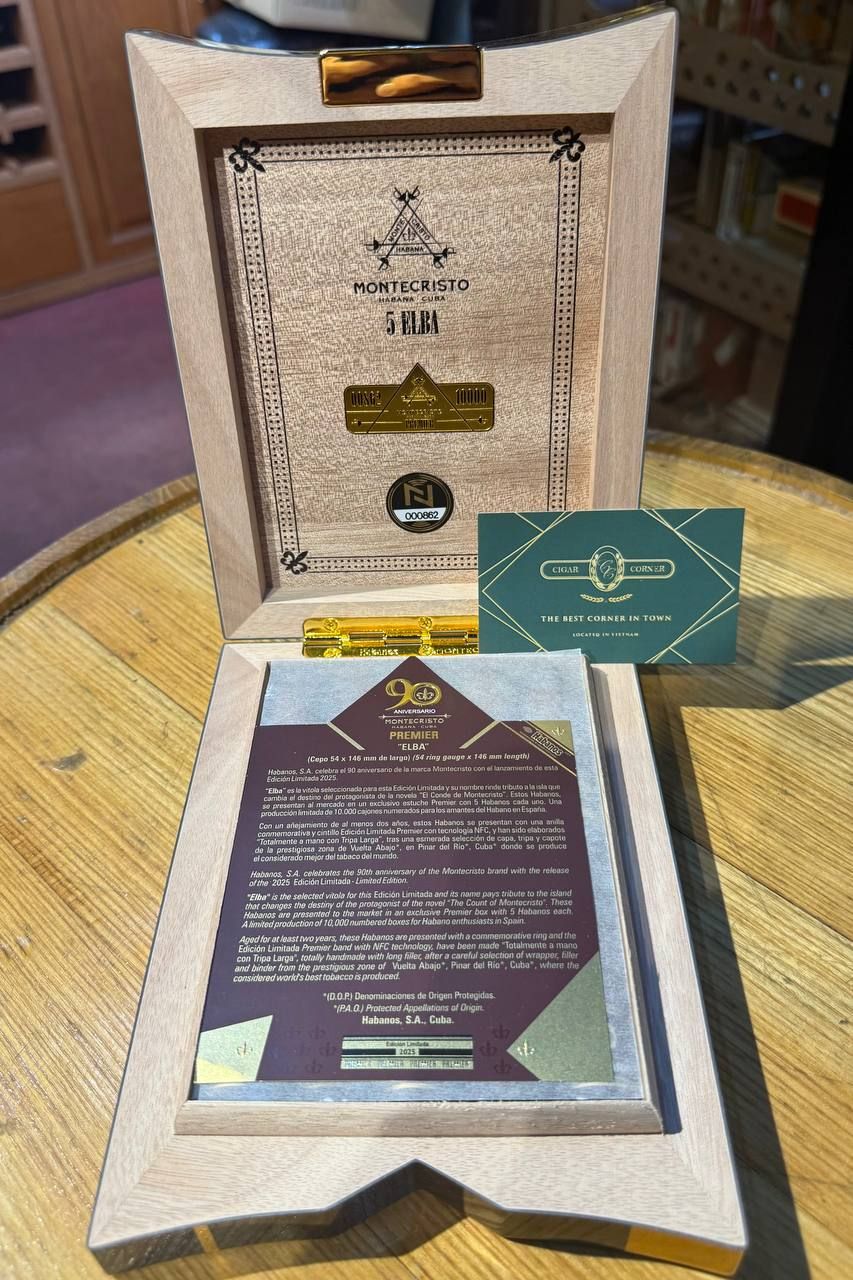 MONTE CRISTO
HABANA
MONTECRISTO
HABANA CUBA
5 ELBA
00862 10000
MONTECRISTO
PREMIER
N
000862
CIGAR CC CORNER
THE BEST CORNER IN TOWN
LOCATED IN VIETNAM
90
ANIVERSARIO
MONTECRISTO
HABANA · CUBA
PREMIER
"ELBA"
Habanos
(Cepo 54 x 146 mm de largo) (54 ring gauge x 146 mm length)
Habanos, S.A. celebra el 90 aniversario de la marca Montecristo con el lanzamiento de esta
Edición Limitada 2025.
"Elba" es la vitola seleccionada para esta Edición Limitada y su nombre rinde tributo a la isla que
cambia el destino del protagonista de la novela "El Conde de Montecristo". Estos Habanos,
se presentan al mercado en un exclusivo estuche Premier con 5 Habanos cada uno. Una
producción limitada de 10.000 cajones numerados para los amantes del Habano en España.
Con un añejamiento de al menos dos años, estos Habanos se presentan con una anilla
conmemorativa y cintillo Edición Limitada Premier con tecnología NFC, y han sido elaborados
"Totalmente a mano con Tripa Larga", tras una esmerada selección de capa, tripa y capote
de la prestigiosa zona de Vuelta Abajo*, en Pinar del Río*, Cuba* donde se produce
el considerado mejor del tabaco del mundo.
Habanos, S.A. celebrates the 90th anniversary of the Montecristo brand with the release
of the 2025 Edición Limitada - Limited Edition.
"Elba" is the selected vitola for this Edición Limitada and its name pays tribute to the island
that changes the destiny of the protagonist of the novel "The Count of Montecristo". These
Habanos are presented to the market in an exclusive Premier box with 5 Habanos each.
A limited production of 10,000 numbered boxes for Habano enthusiasts in Spain.
Aged for at least two years, these Habanos are presented with a commemorative ring and the
Edición Limitada Premier band with NFC technology, have been made "Totalmente a mano
con Tripa Larga", totally handmade with long filler, after a careful selection of wrapper, filler
and binder from the prestigious zone of Vuelta Abajo*, Pinar del Río*, Cuba*, where the
considered world's best tobacco is produced.
*(D.O.P.) Denominaciones de Origen Protegidas.
*(P.A.O.) Protected Appellations of Origin.
Habanos, S.A., Cuba.
Edición Limitada
2025
PREMIER PREMIER PREMIER